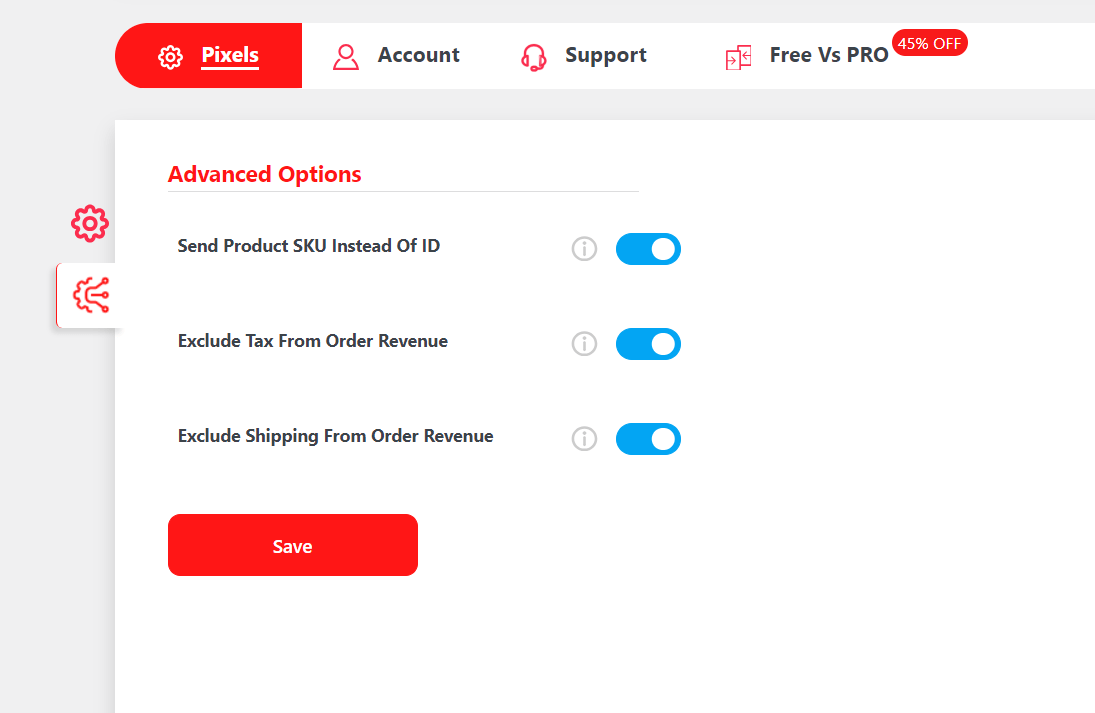 Pixels
Account
Support
Free Vs PRO
45% OFF
Advanced Options
Send Product SKU Instead Of ID
Exclude Tax From Order Revenue
Exclude Shipping From Order Revenue
Save